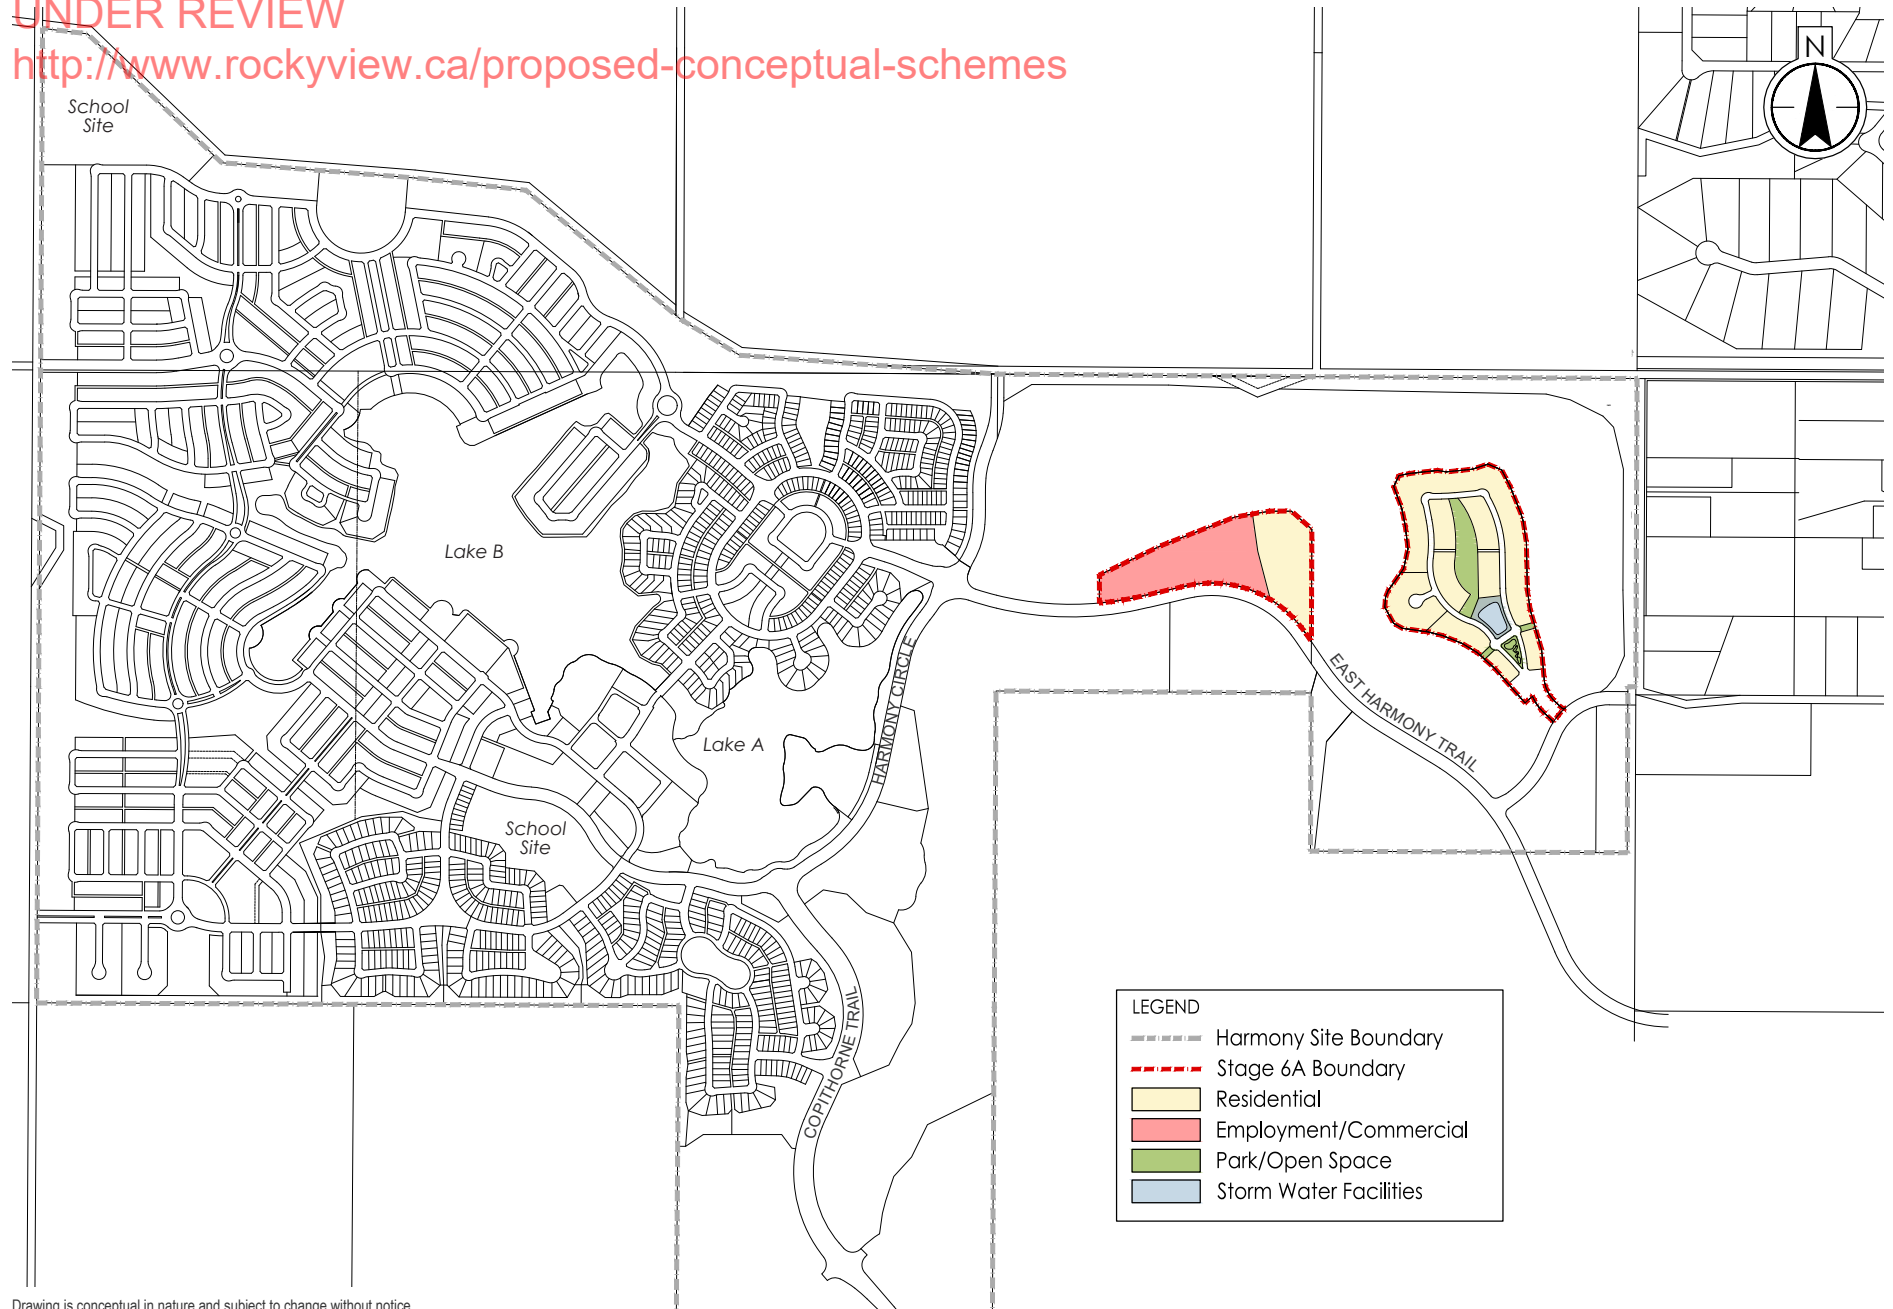 UNDER REVIEW
http://www.rockyview.ca/proposed-conceptual-schemes
N
School
Site
Lake B
Lake A
HARMONY CIRCLE
EAST HARMONY TRAIL
School
Site
COPITHORNE TRAIL
LEGEND
Harmony Site Boundary
Stage 6A Boundary
Residential
Employment/Commercial
Park/Open Space
Storm Water Facilities
Drawing is conceptual in nature and subject to change without notice